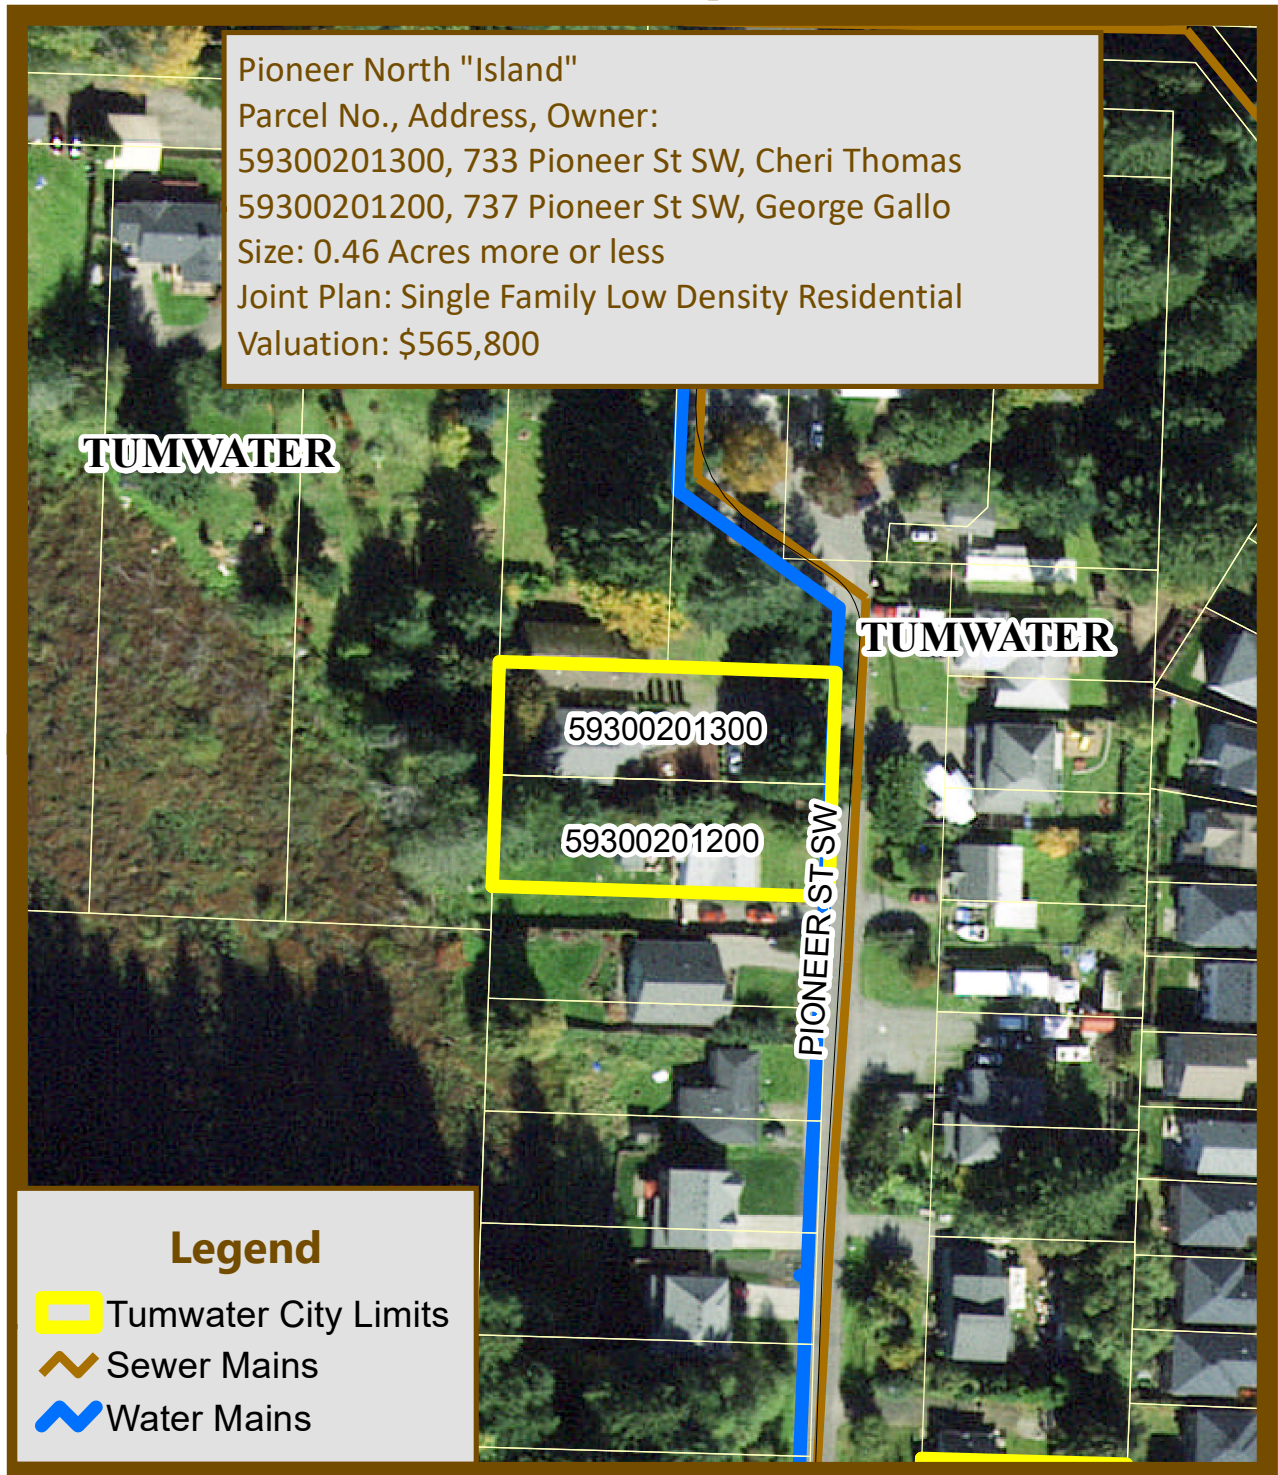 Pioneer North "Island"
Parcel No., Address, Owner:
59300201300, 733 Pioneer St SW, Cheri Thomas
59300201200, 737 Pioneer St SW, George Gallo
Size: 0.46 Acres more or less
Joint Plan: Single Family Low Density Residential
Valuation: $565,800
TUMWATER
TUMWATER
59300201300
59300201200
PIONEER ST SW
Legend
Tumwater City Limits
Sewer Mains
Water Mains